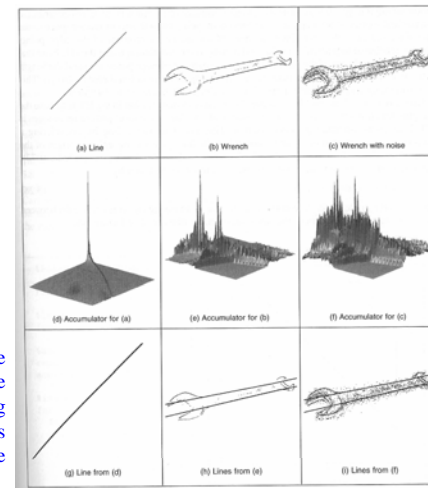 (a) Line
(b) Wrench
(c) Wrench with noise
(d) Accumulator for (a)
(e) Accumulator for (b)
(f) Accumulator for (c)
e
e
g
s
e
(g) Line from (d)
(h) Lines from (e)
(i) Lines from (f)